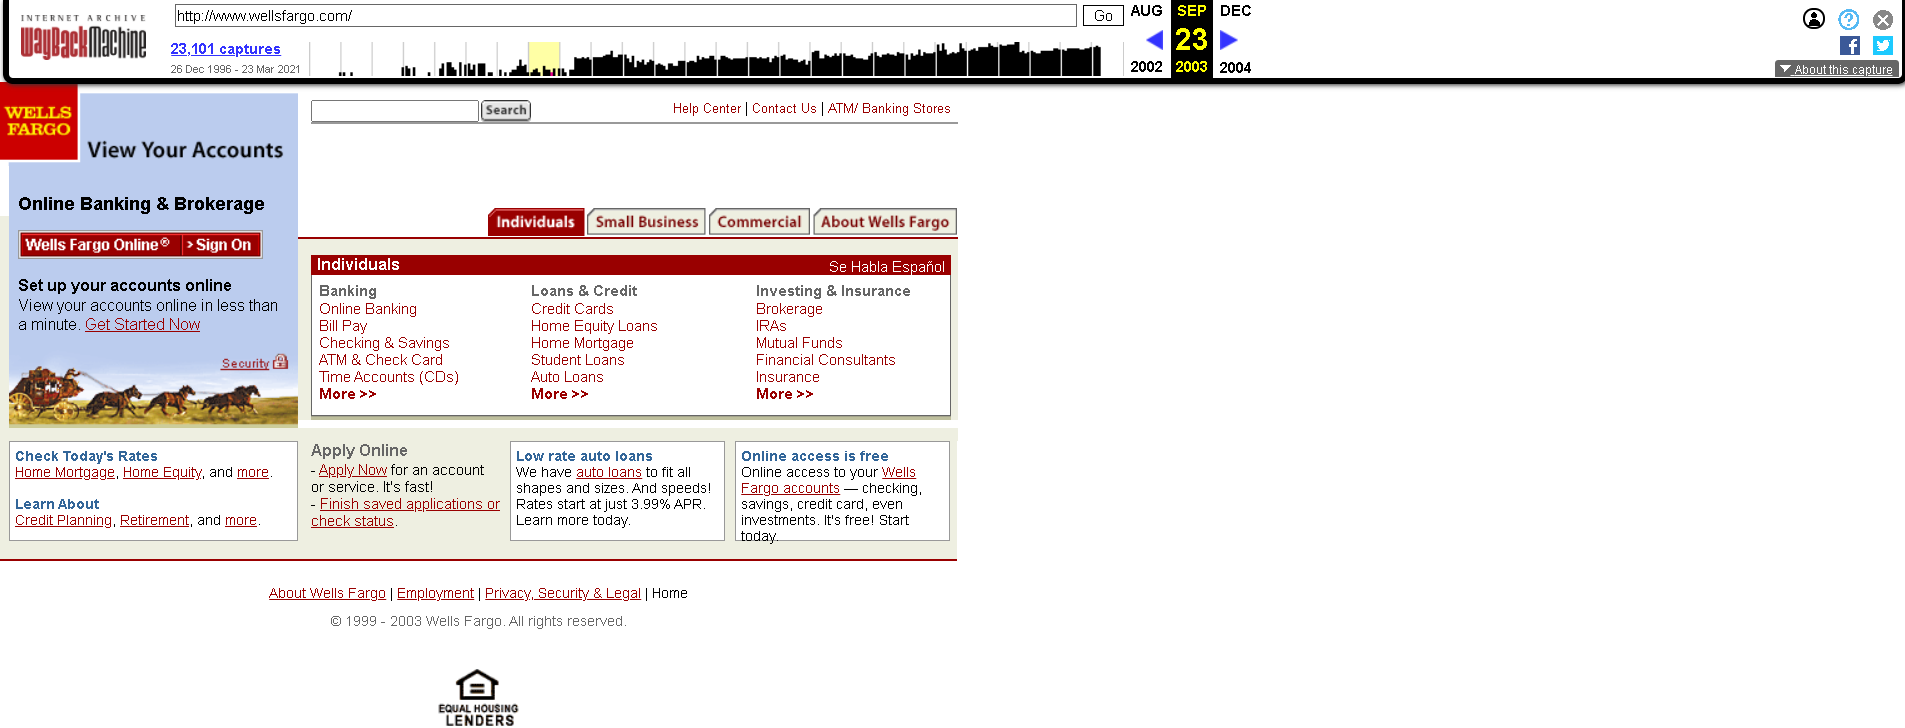 INTERNET ARCHIVE
WayBackMachine
http://www.wellsfargo.com/
Go
23,101 captures
26 Dec 1996 - 23 Mar 2021
AUG
SEP
DEC
23
2002
2003
2004
About this capture
WELLS
FARGO
View Your Accounts
Search
Help Center | Contact Us | ATM/ Banking Stores
Online Banking & Brokerage
Wells Fargo Online® > Sign On
Set up your accounts online
View your accounts online in less than
a minute. Get Started Now
Security
Individuals
Small Business
Commercial
About Wells Fargo
Individuals
Se Habla Español
Banking
Online Banking
Bill Pay
Checking & Savings
ATM & Check Card
Time Accounts (CDs)
More >>
Loans & Credit
Credit Cards
Home Equity Loans
Home Mortgage
Student Loans
Auto Loans
More >>
Investing & Insurance
Brokerage
IRAs
Mutual Funds
Financial Consultants
Insurance
More >>
Check Today's Rates
Home Mortgage, Home Equity, and more.
Learn About
Credit Planning, Retirement, and more.
Apply Online
- Apply Now for an account
or service. It's fast!
- Finish saved applications or
check status.
Low rate auto loans
We have auto loans to fit all
shapes and sizes. And speeds!
Rates start at just 3.99% APR.
Learn more today.
Online access is free
Online access to your Wells
Fargo accounts — checking,
savings, credit card, even
investments. It's free! Start
today.
About Wells Fargo | Employment | Privacy, Security & Legal | Home
© 1999 - 2003 Wells Fargo. All rights reserved.
EQUAL HOUSING
LENDERS